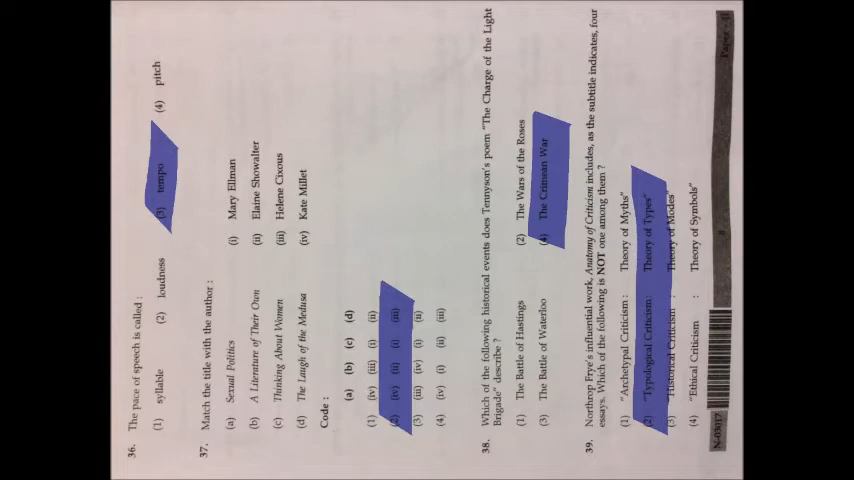 36. The pace of speech is called :
(1) syllable (2) loudness (3) tempo (4) pitch
37. Match the title with the author :
(a) Sexual Politics (i) Mary Ellman
(b) A Literature of Their Own (ii) Elaine Showalter
(c) Thinking About Women (iii) Helene Cixous
(d) The Laugh of the Medusa (iv) Kate Millet
Code :
(a) (b) (c) (d)
(1) (iv) (iii) (i) (ii)
(2) (iv) (ii) (i) (iii)
(3) (iii) (iv) (i) (ii)
(4) (iv) (i) (ii) (iii)
38. Which of the following historical events does Tennyson's poem "The Charge of the Light
Brigade" describe ?
(1) The Battle of Hastings (2) The Wars of the Roses
(3) The Battle of Waterloo (4) The Crimean War
39. Northrop Frye's influential work, Anatomy of Criticism includes, as the subtitle indicates, four
essays. Which of the following is NOT one among them ?
(1) "Archetypal Criticism : Theory of Myths"
(2) "Typological Criticism: Theory of Types"
(3) "Historical Criticism : Theory of Modes"
(4) "Ethical Criticism : Theory of Symbols"
N-03017 8 Paper - II